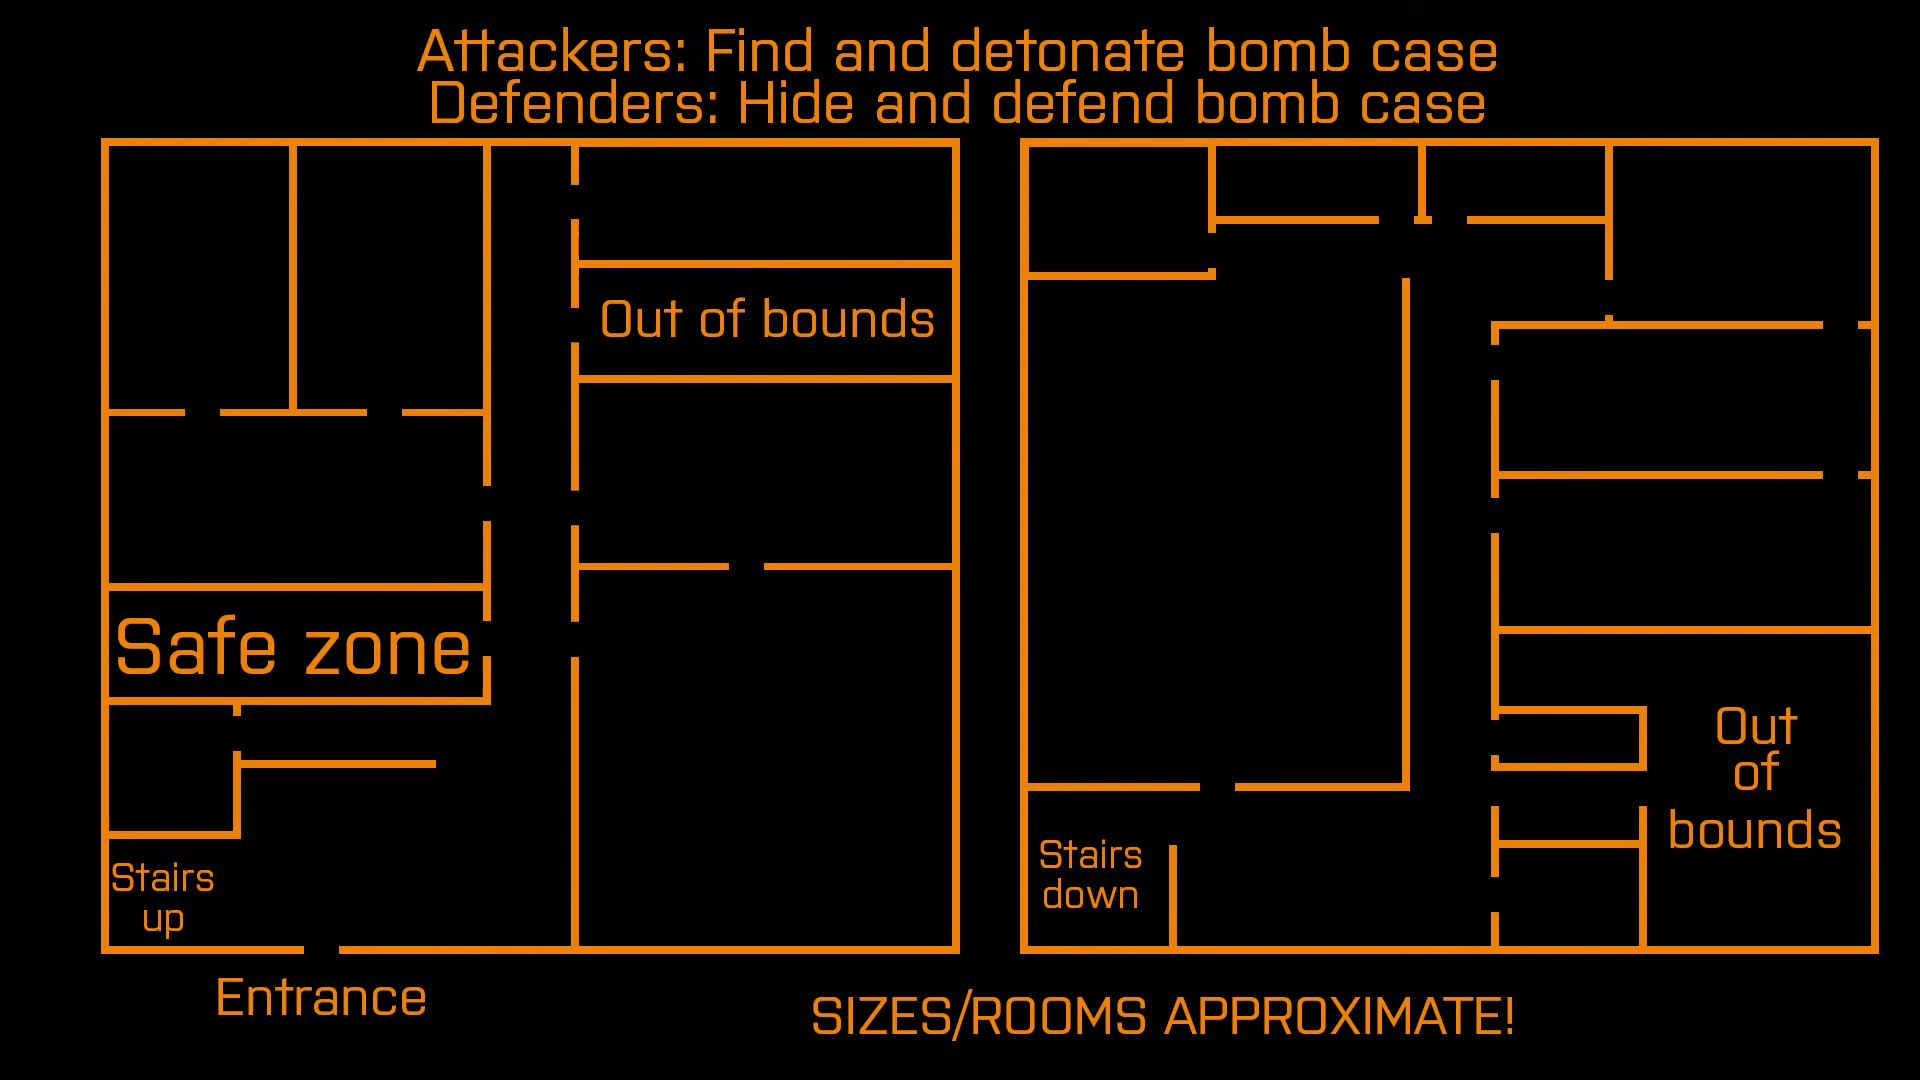 Attackers: Find and detonate bomb case
Defenders: Hide and defend bomb case
Out of bounds
Safe zone
Stairs
up
Entrance
Out
of
bounds
Stairs
down
SIZES/ROOMS APPROXIMATE!